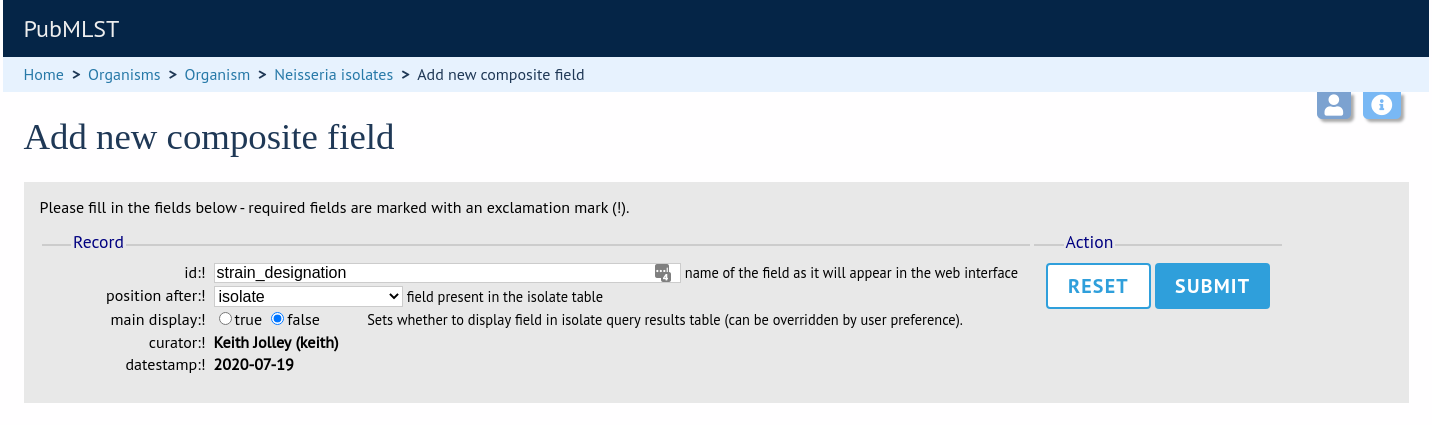 PubMLST
Home > Organisms > Organism > Neisseria isolates > Add new composite field
Add new composite field
Please fill in the fields below - required fields are marked with an exclamation mark (!).
Record
id:! strain_designation name of the field as it will appear in the web interface
position after:! isolate field present in the isolate table
main display:! true false Sets whether to display field in isolate query results table (can be overridden by user preference).
curator:! Keith Jolley (keith)
datestamp:! 2020-07-19
Action
RESET SUBMIT